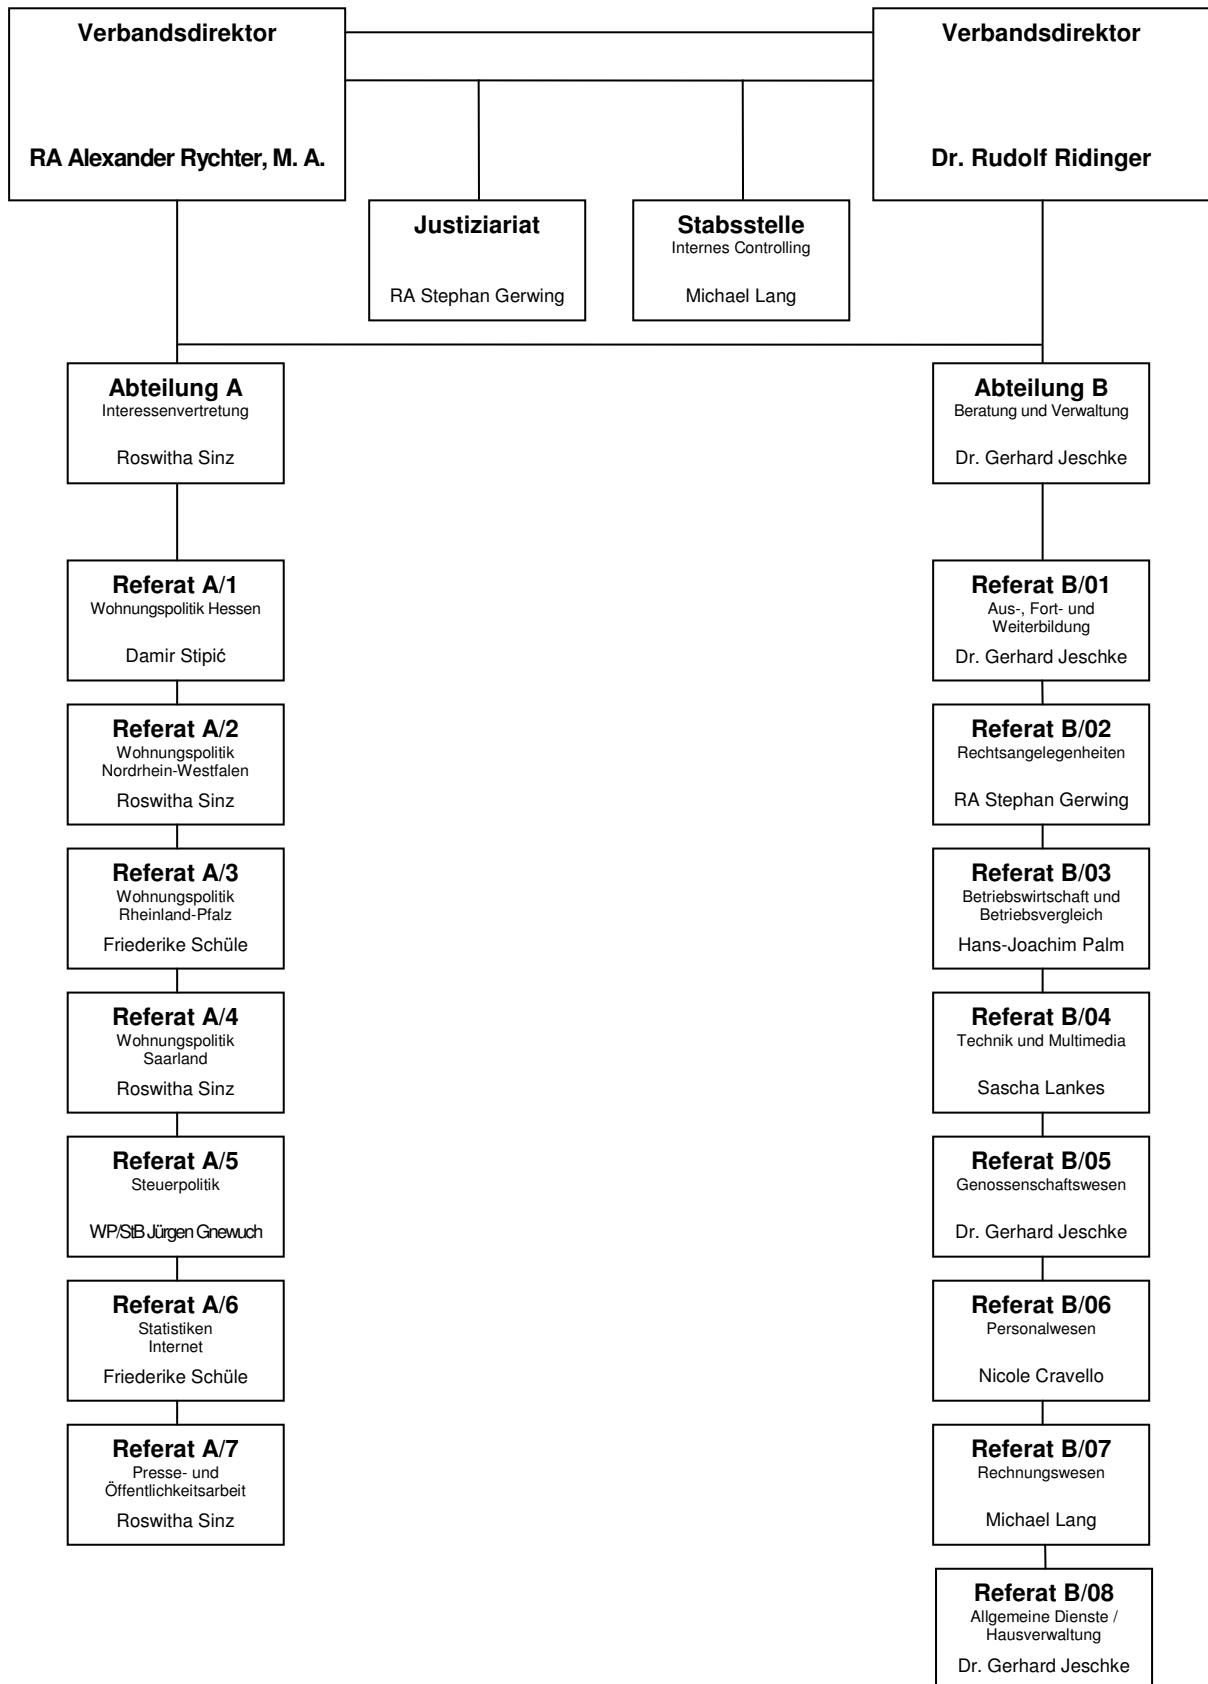 Verbandsdirektor
RA Alexander Rychter, M. A.
Verbandsdirektor
Dr. Rudolf Ridinger
Justiziariat
RA Stephan Gerwing
Stabsstelle
Internes Controlling
Michael Lang
Abteilung A
Interessenvertretung
Roswitha Sinz
Abteilung B
Beratung und Verwaltung
Dr. Gerhard Jeschke
Referat A/1
Wohnungspolitik Hessen
Damir Stipić
Referat A/2
Wohnungspolitik
Nordrhein-Westfalen
Roswitha Sinz
Referat A/3
Wohnungspolitik
Rheinland-Pfalz
Friederike Schüle
Referat A/4
Wohnungspolitik
Saarland
Roswitha Sinz
Referat A/5
Steuerpolitik
WP/StB Jürgen Gnewuch
Referat A/6
Statistiken
Internet
Friederike Schüle
Referat A/7
Presse- und
Öffentlichkeitsarbeit
Roswitha Sinz
Referat B/01
Aus-, Fort- und
Weiterbildung
Dr. Gerhard Jeschke
Referat B/02
Rechtsangelegenheiten
RA Stephan Gerwing
Referat B/03
Betriebswirtschaft und
Betriebsvergleich
Hans-Joachim Palm
Referat B/04
Technik und Multimedia
Sascha Lankes
Referat B/05
Genossenschaftswesen
Dr. Gerhard Jeschke
Referat B/06
Personalwesen
Nicole Cravello
Referat B/07
Rechnungswesen
Michael Lang
Referat B/08
Allgemeine Dienste /
Hausverwaltung
Dr. Gerhard Jeschke